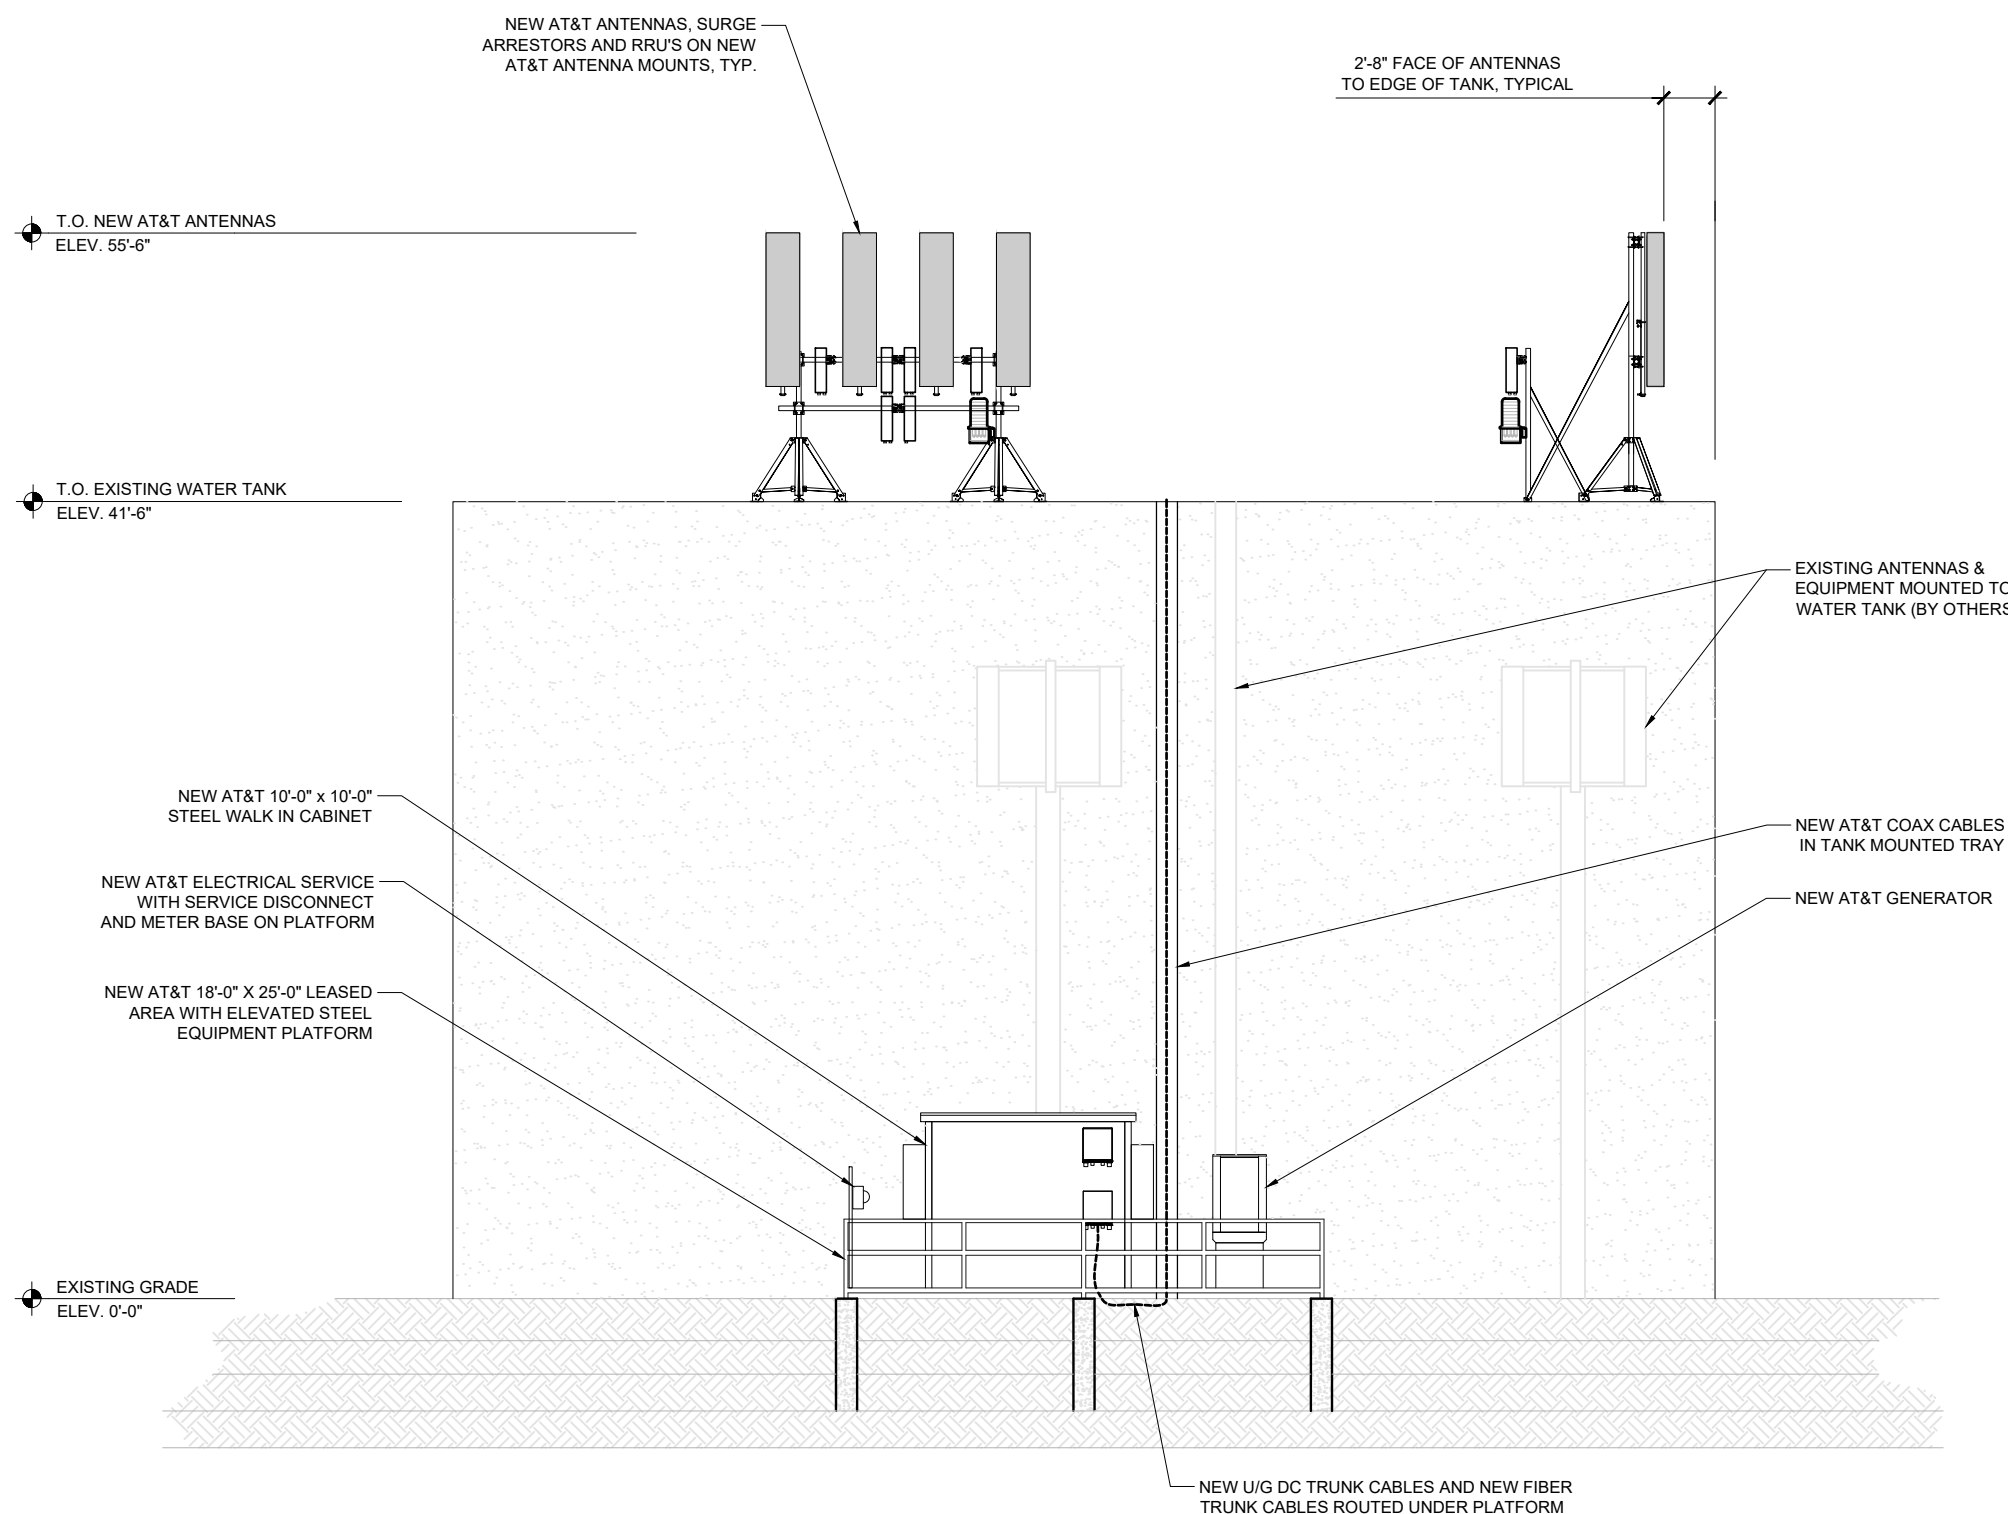 NEW AT&T ANTENNAS, SURGE
ARRESTORS AND RRU'S ON NEW
AT&T ANTENNA MOUNTS, TYP.
2'-8" FACE OF ANTENNAS
TO EDGE OF TANK, TYPICAL
T.O. NEW AT&T ANTENNAS
ELEV. 55'-6"
T.O. EXISTING WATER TANK
ELEV. 41'-6"
EXISTING ANTENNAS &
EQUIPMENT MOUNTED TO
WATER TANK (BY OTHERS
NEW AT&T 10'-0" x 10'-0"
STEEL WALK IN CABINET
NEW AT&T COAX CABLES
IN TANK MOUNTED TRAY
NEW AT&T ELECTRICAL SERVICE
WITH SERVICE DISCONNECT
AND METER BASE ON PLATFORM
NEW AT&T GENERATOR
NEW AT&T 18'-0" X 25'-0" LEASED
AREA WITH ELEVATED STEEL
EQUIPMENT PLATFORM
EXISTING GRADE
ELEV. 0'-0"
NEW U/G DC TRUNK CABLES AND NEW FIBER
TRUNK CABLES ROUTED UNDER PLATFORM